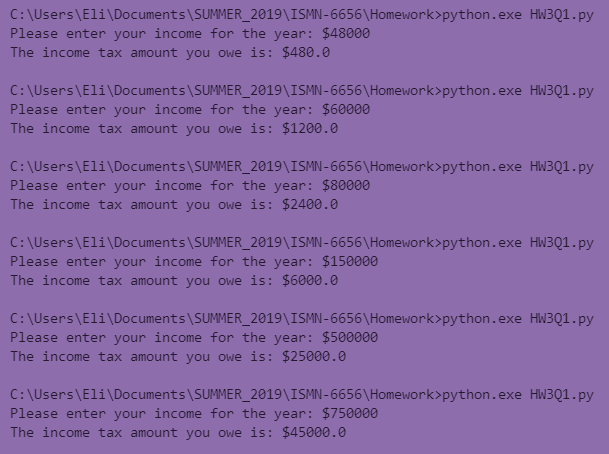 C:\Users\Eli\Documents\SUMMER_2019\ISMN-6656\Homework>python.exe HW3Q1.py
Please enter your income for the year: $48000
The income tax amount you owe is: $480.0
C:\Users\Eli\Documents\SUMMER_2019\ISMN-6656\Homework>python.exe HW3Q1.py
Please enter your income for the year: $60000
The income tax amount you owe is: $1200.0
C:\Users\Eli\Documents\SUMMER_2019\ISMN-6656\Homework>python.exe HW3Q1.py
Please enter your income for the year: $80000
The income tax amount you owe is: $2400.0
C:\Users\Eli\Documents\SUMMER_2019\ISMN-6656\Homework>python.exe HW3Q1.py
Please enter your income for the year: $150000
The income tax amount you owe is: $6000.0
C:\Users\Eli\Documents\SUMMER_2019\ISMN-6656\Homework>python.exe HW3Q1.py
Please enter your income for the year: $500000
The income tax amount you owe is: $25000.0
C:\Users\Eli\Documents\SUMMER_2019\ISMN-6656\Homework>python.exe HW3Q1.py
Please enter your income for the year: $750000
The income tax amount you owe is: $45000.0